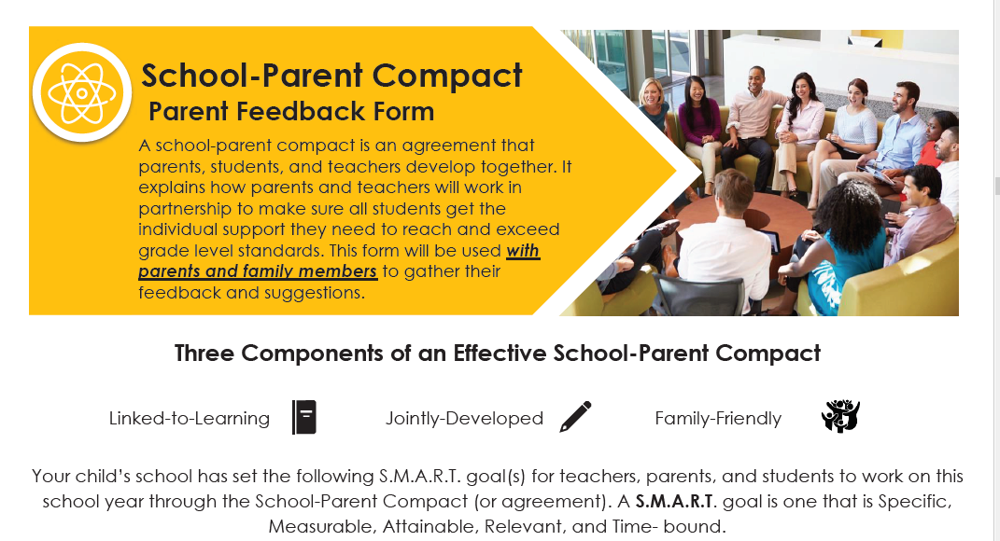 School-Parent Compact
Parent Feedback Form
A school-parent compact is an agreement that
parents, students, and teachers develop together. It
explains how parents and teachers will work in
partnership to make sure all students get the
individual support they need to reach and exceed
grade level standards. This form will be used with
parents and family members to gather their
feedback and suggestions.
Three Components of an Effective School-Parent Compact
Linked-to-Learning
Jointly-Developed
Family-Friendly
Your child’s school has set the following S.M.A.R.T. goal(s) for teachers, parents, and students to work on this
school year through the School-Parent Compact (or agreement). A S.M.A.R.T. goal is one that is Specific,
Measurable, Attainable, Relevant, and Time- bound.